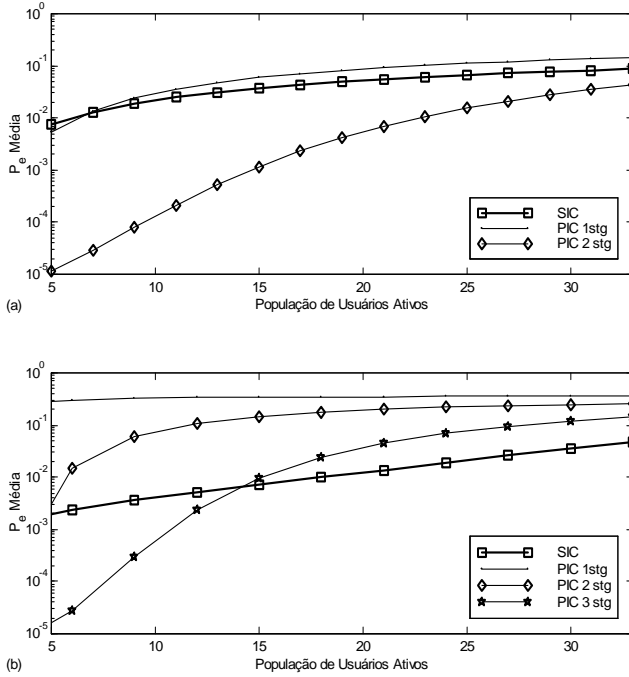 10^0
10^-1
10^-2
10^-3
10^-4
10^-5
P_e Média
SIC
PIC 1stg
PIC 2 stg
5 10 15 20 25 30
População de Usuários Ativos
(a)
10^0
10^-1
10^-2
10^-3
10^-4
10^-5
P_e Média
SIC
PIC 1stg
PIC 2 stg
PIC 3 stg
5 10 15 20 25 30
População de Usuários Ativos
(b)